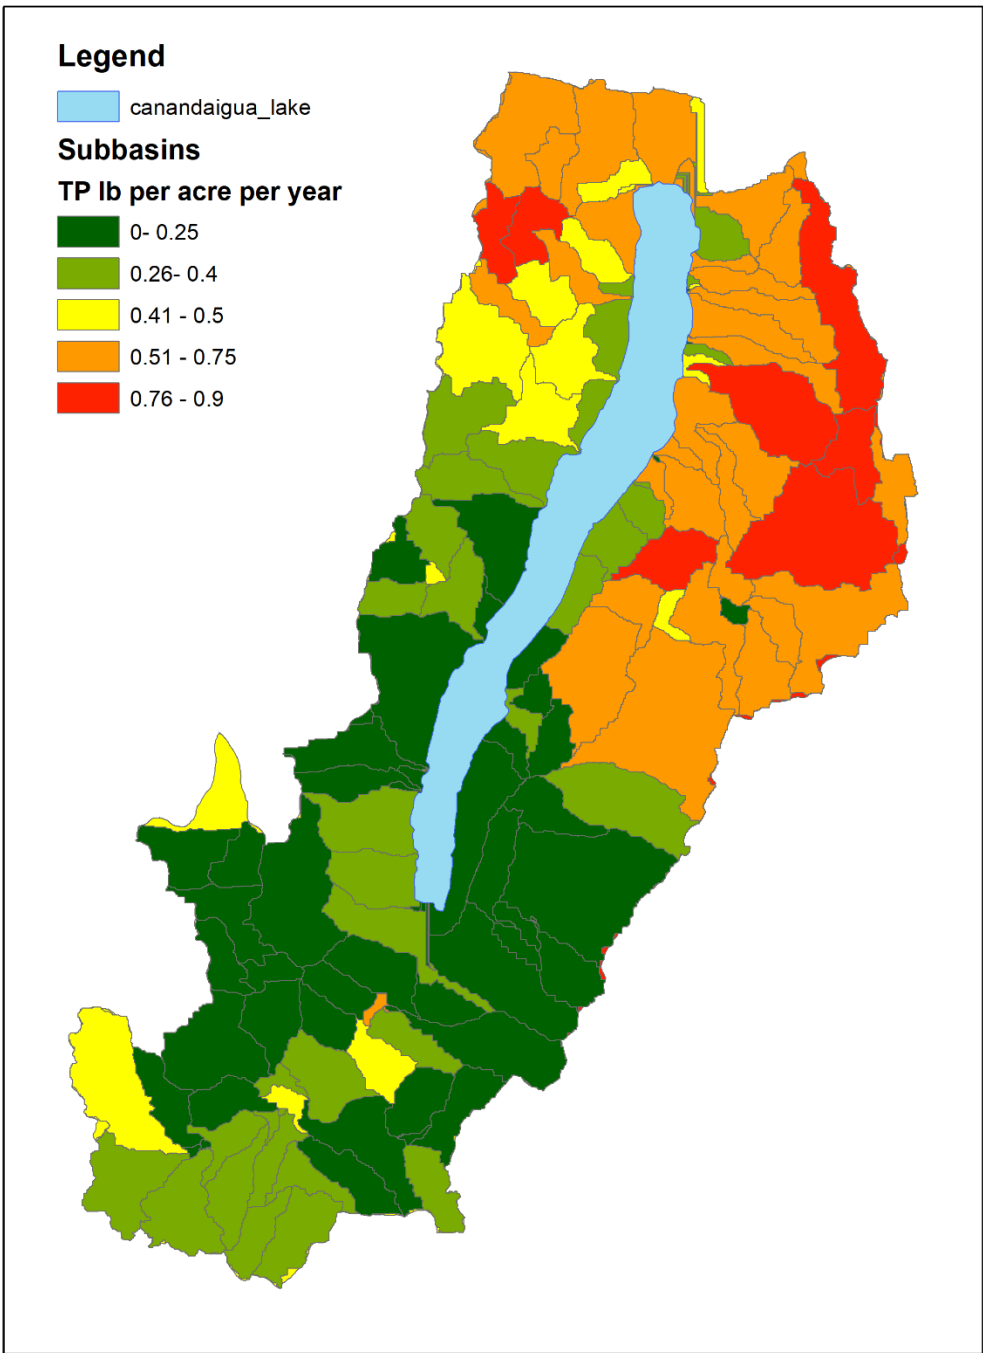 Legend
canandaigua_lake
Subbasins
TP lb per acre per year
0- 0.25
0.26- 0.4
0.41 - 0.5
0.51 - 0.75
0.76 - 0.9